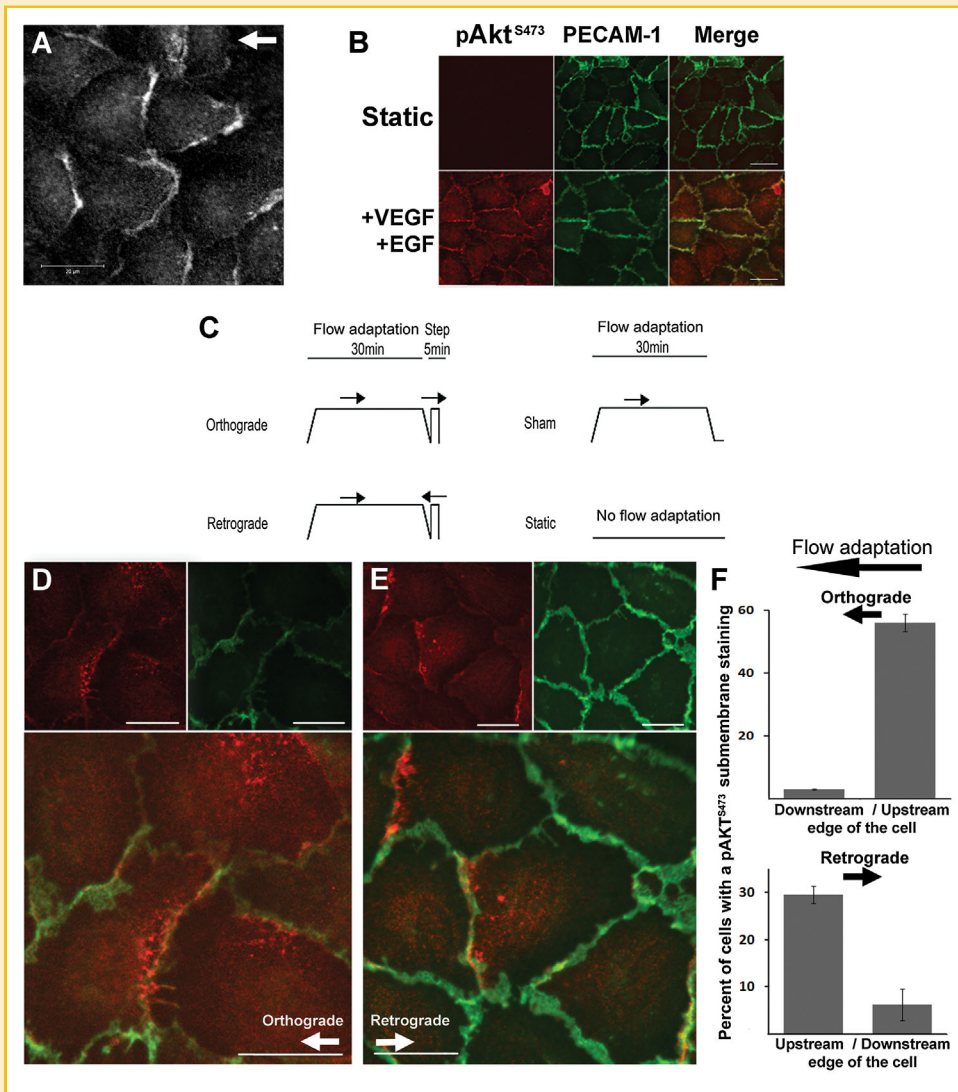 A
20 µm
B
pAkt S473 PECAM-1 Merge
Static
+VEGF
+EGF
C
Flow adaptation Step
30min 5min
Orthograde
Retrograde
Flow adaptation
30min
Sham
Static
No flow adaptation
D
Orthograde
E
Retrograde
F
Flow adaptation
Percent of cells with a pAKT S473 submembrane staining
Orthograde
60
40
20
Downstream / Upstream
edge of the cell
Retrograde
30
20
10
Upstream / Downstream
edge of the cell